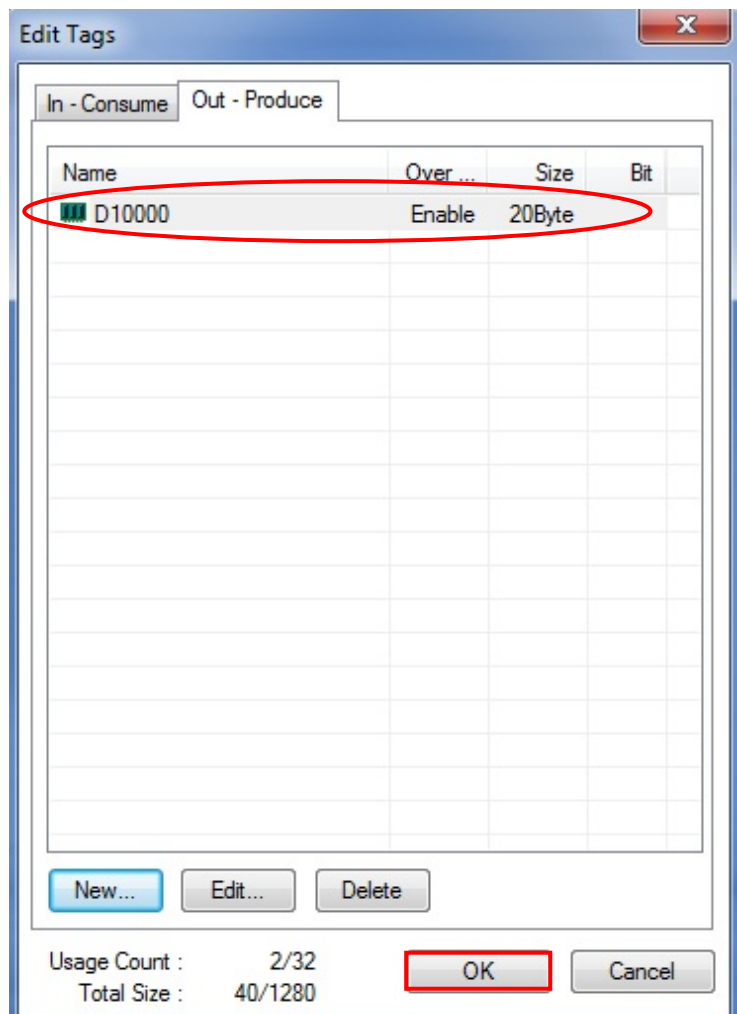 Edit Tags
In - Consume Out - Produce
Name Over ... Size Bit
D10000 Enable 20Byte
New... Edit... Delete
Usage Count : 2/32
Total Size : 40/1280
OK Cancel